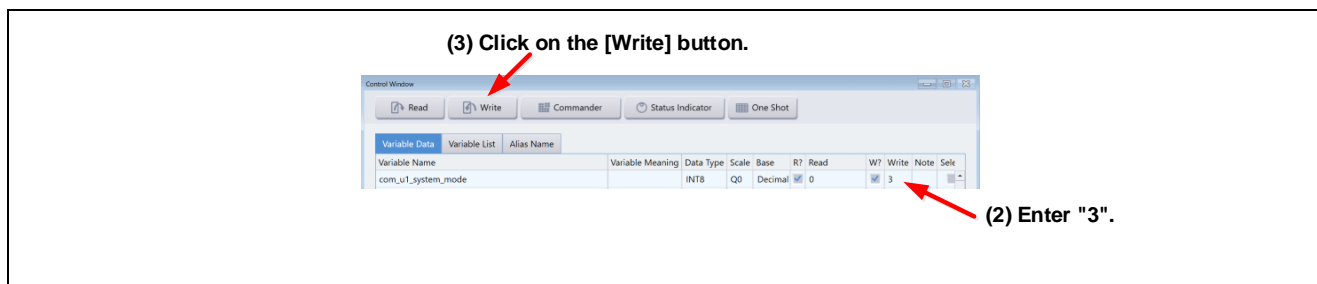 (3) Click on the [Write] button.
Control Window
Read Write Commander Status Indicator One Shot
Variable Data Variable List Alias Name
Variable Name Variable Meaning Data Type Scale Base R? Read W? Write Note Sele
com_u1_system_mode INT8 Q0 Decimal 0 3
(2) Enter "3".